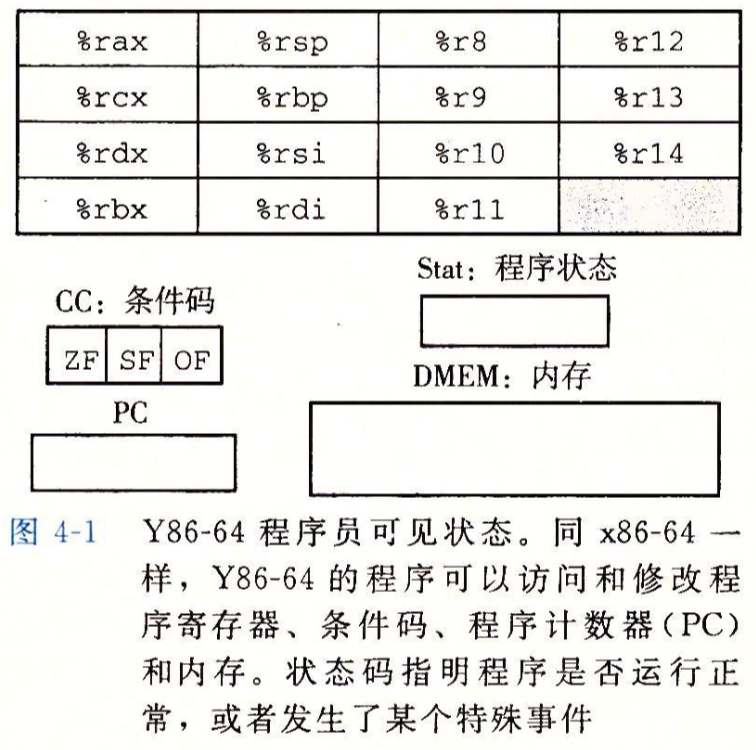 %rax %rsp %r8 %r12
%rcx %rbp %r9 %r13
%rdx %rsi %r10 %r14
%rbx %rdi %r11
Stat：程序状态
CC：条件码
ZF SF OF
DMEM：内存
PC
图 4-1 Y86-64 程序员可见状态。同 x86-64 一
样，Y86-64 的程序可以访问和修改程
序寄存器、条件码、程序计数器(PC)
和内存。状态码指明程序是否运行正
常，或者发生了某个特殊事件